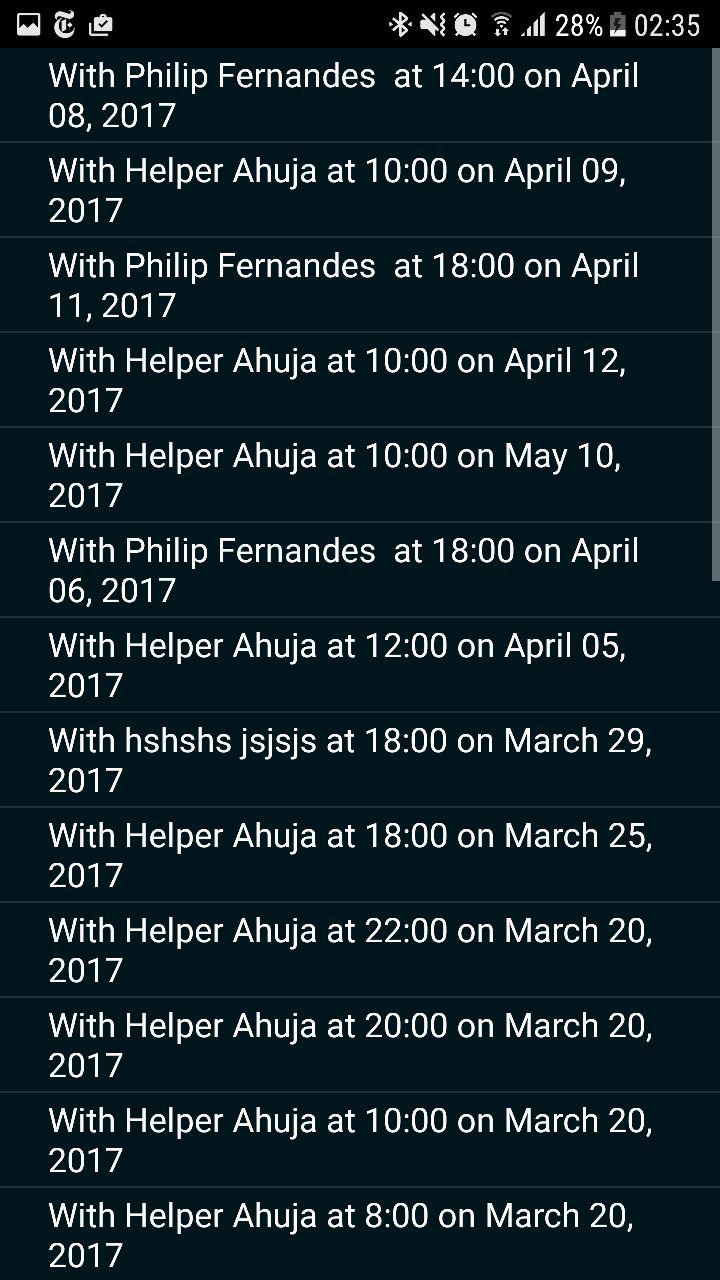 28% 02:35
With Philip Fernandes  at 14:00 on April
08, 2017
With Helper Ahuja at 10:00 on April 09,
2017
With Philip Fernandes  at 18:00 on April
11, 2017
With Helper Ahuja at 10:00 on April 12,
2017
With Helper Ahuja at 10:00 on May 10,
2017
With Philip Fernandes  at 18:00 on April
06, 2017
With Helper Ahuja at 12:00 on April 05,
2017
With hshshs jsjsjs at 18:00 on March 29,
2017
With Helper Ahuja at 18:00 on March 25,
2017
With Helper Ahuja at 22:00 on March 20,
2017
With Helper Ahuja at 20:00 on March 20,
2017
With Helper Ahuja at 10:00 on March 20,
2017
With Helper Ahuja at 8:00 on March 20,
2017